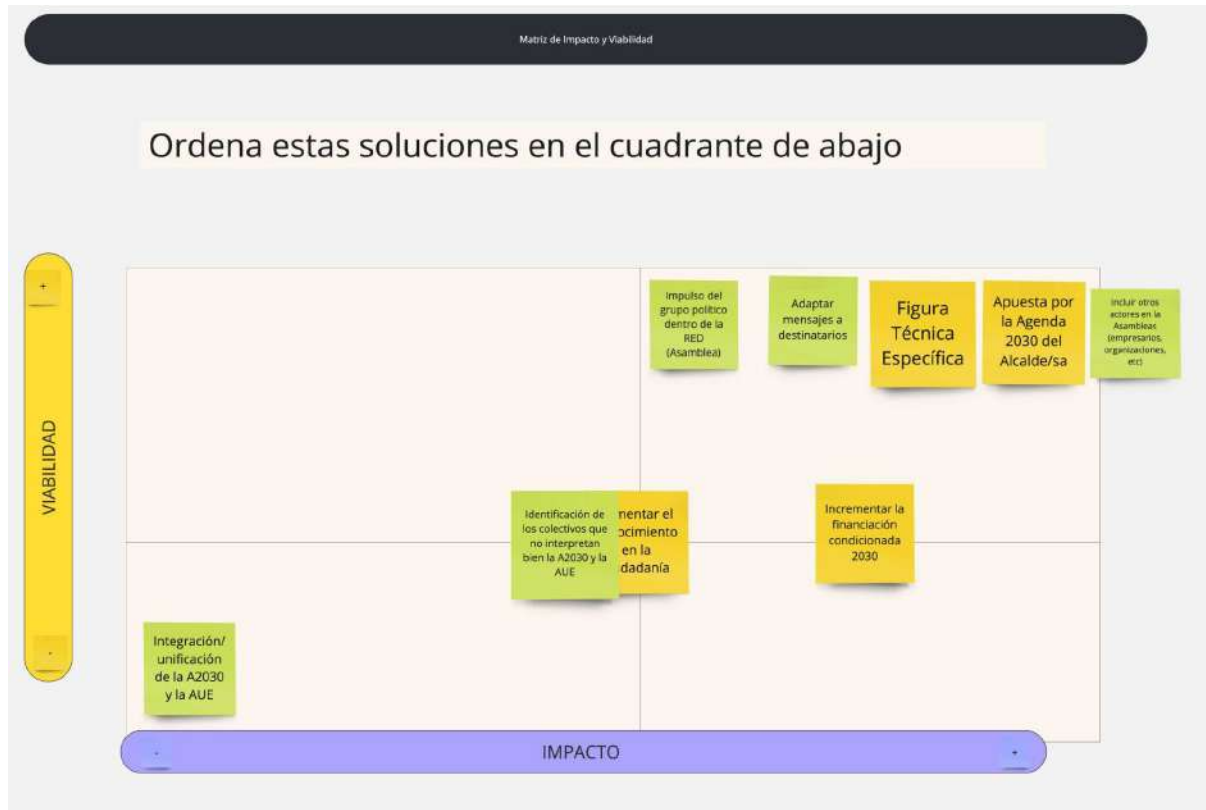 Matriz de Impacto y Viabilidad
Ordena estas soluciones en el cuadrante de abajo
+
VIABILIDAD
-
Impulso del
grupo político
dentro de la
RED
(Asamblea)
Adaptar
mensajes a
destinatarios
Figura
Técnica
Específica
Apuesta por
la Agenda
2030 del
Alcalde/sa
Incluir otros
actores en la
Asambleas
(empresarios,
organizaciones,
etc)
Identificación de
los colectivos que
no interpretan
bien la A2030 y la
AUE
mentar el
ocimiento
en la
dadanía
Incrementar la
financiación
condicionada
2030
Integración/
unificación
de la A2030
y la AUE
-
IMPACTO
+